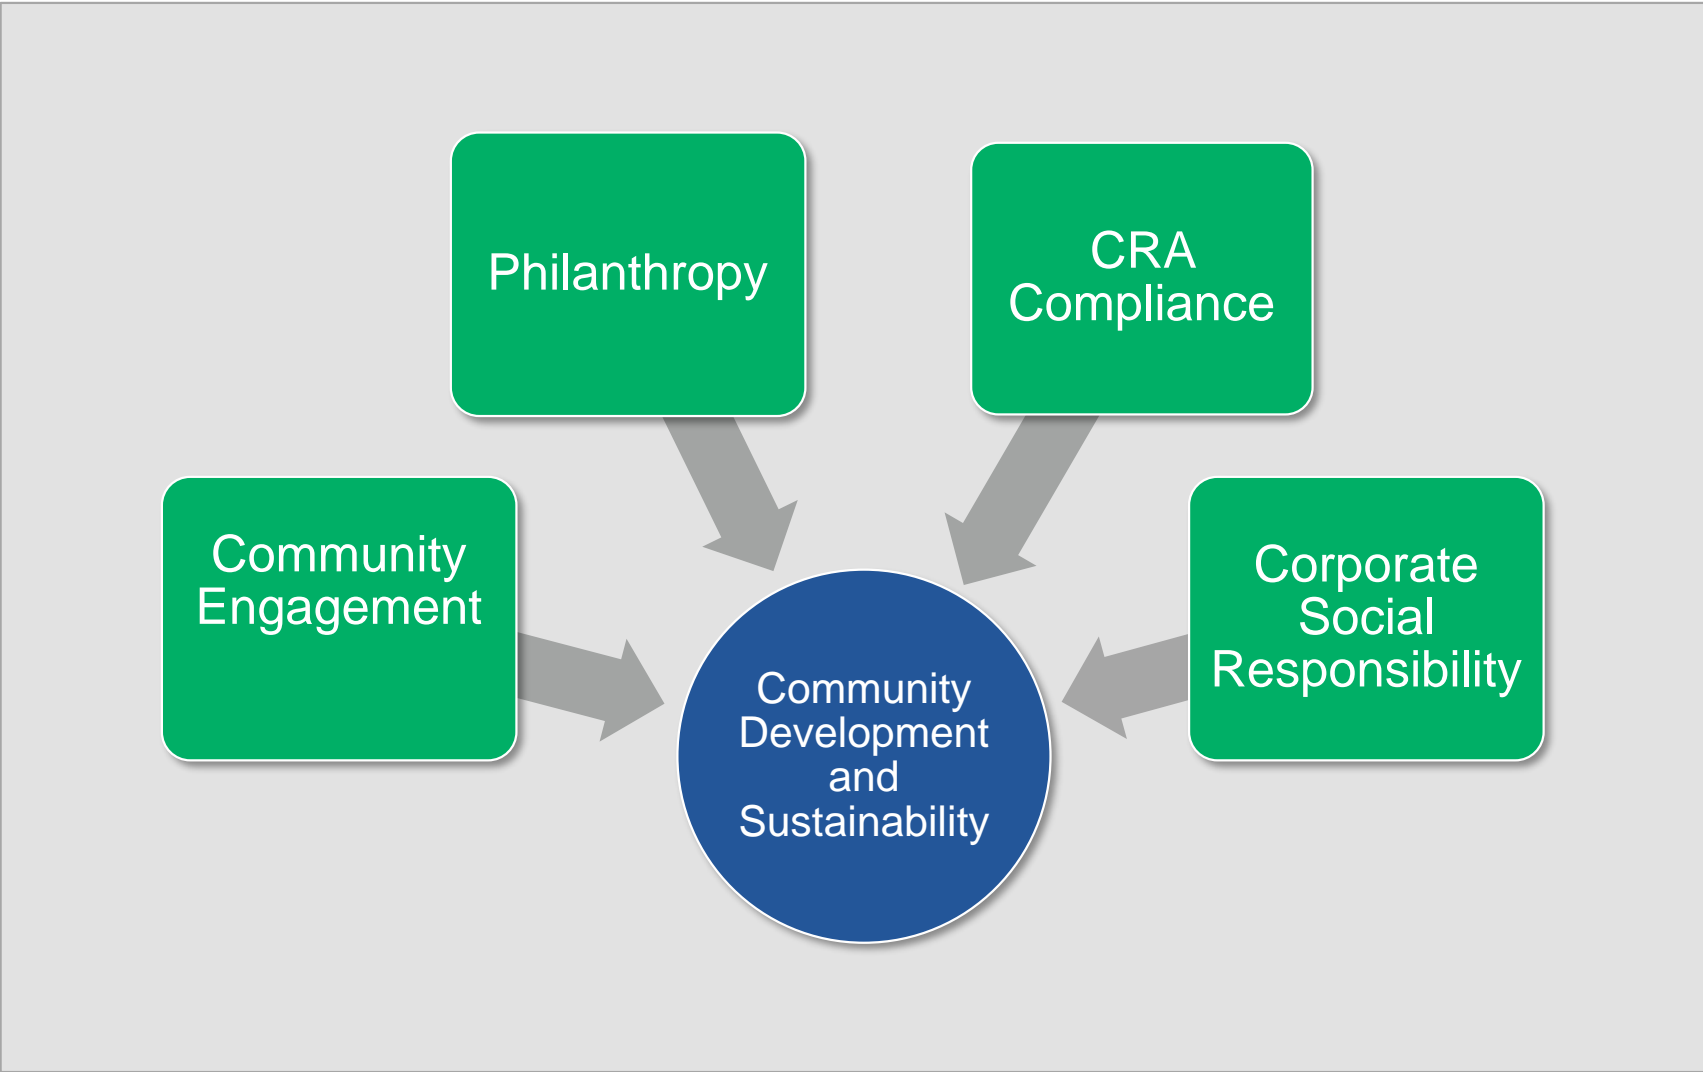 Philanthropy
CRA
Compliance
Community
Engagement
Corporate
Social
Responsibility
Community
Development
and
Sustainability